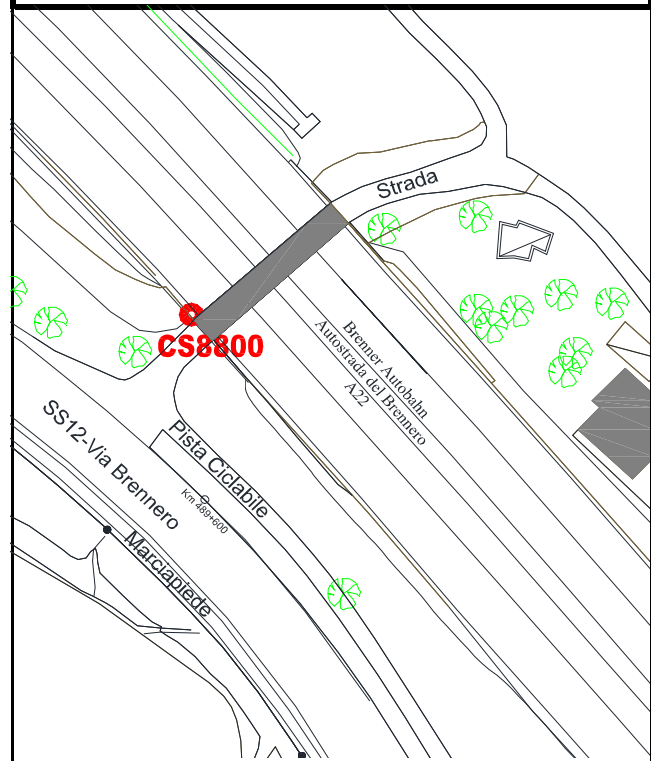 Strada
CS8800
Brenner Autobahn
Autostrada del Brennero
A22
SS12-Via Brennero
Pista Ciclabile
Km 489+600
Marciapiede